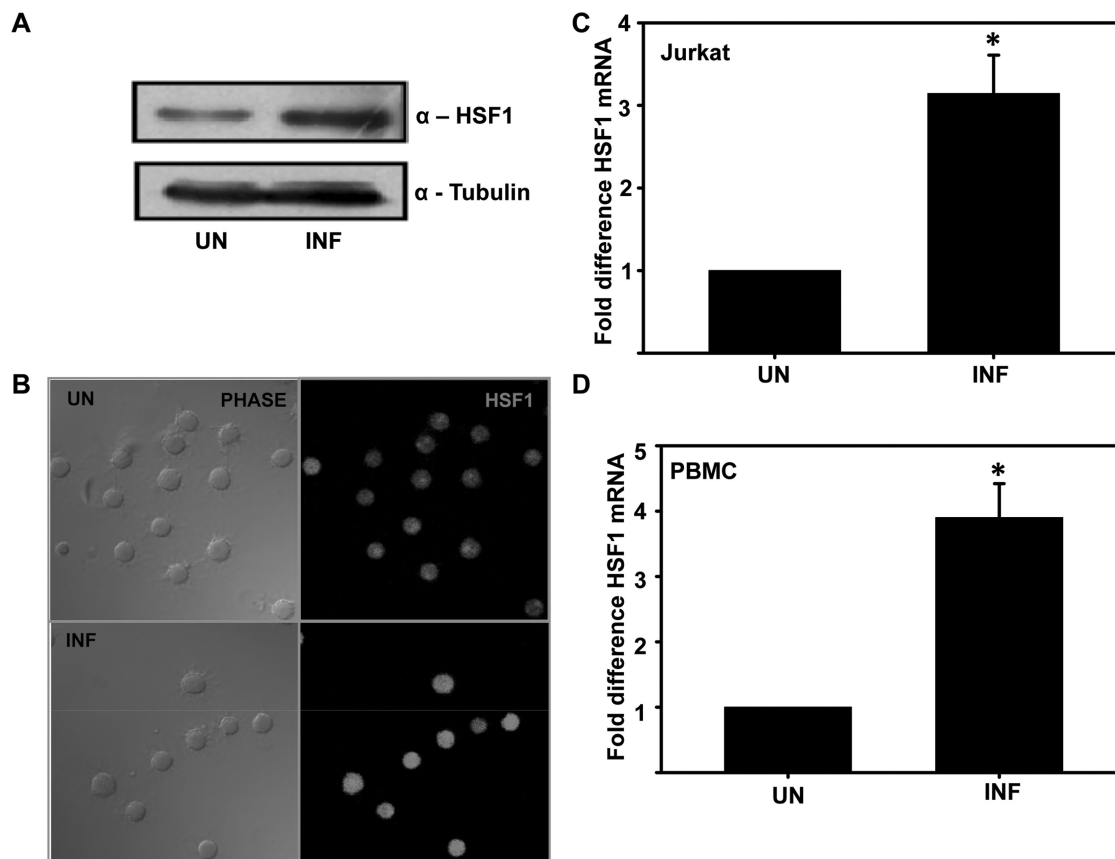 A
α – HSF1
α - Tubulin
UN INF
B
UN PHASE HSF1
INF
C
Jurkat
*
Fold difference HSF1 mRNA
4
3
2
1
UN INF
D
PBMC
*
Fold difference HSF1 mRNA
5
4
3
2
1
UN INF